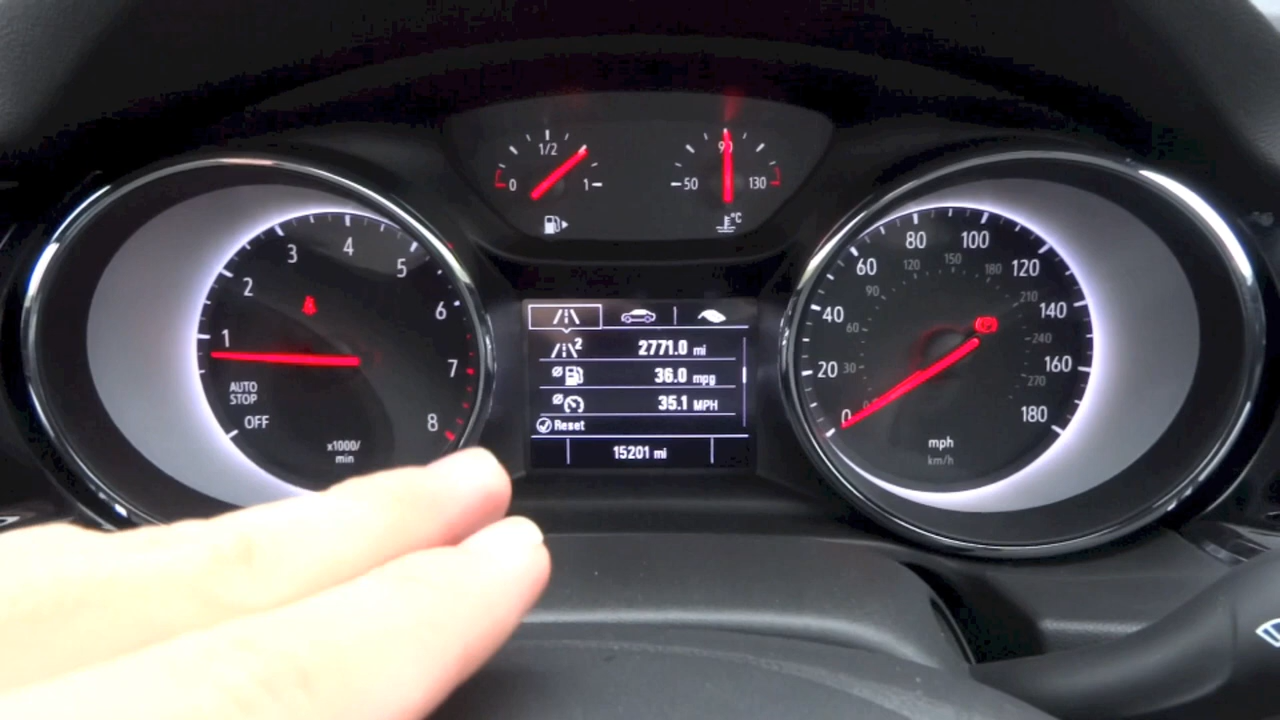 1/2
0
1
50
90
130
°C
1
2
3
4
5
6
7
8
AUTO
STOP
OFF
x1000/
min
2
2771.0 mi
Ø 36.0 mpg
Ø 35.1 MPH
Reset
15201 mi
0
20
40
60
80
100
120
140
160
180
30
60
90
120
150
180
210
240
270
mph
km/h